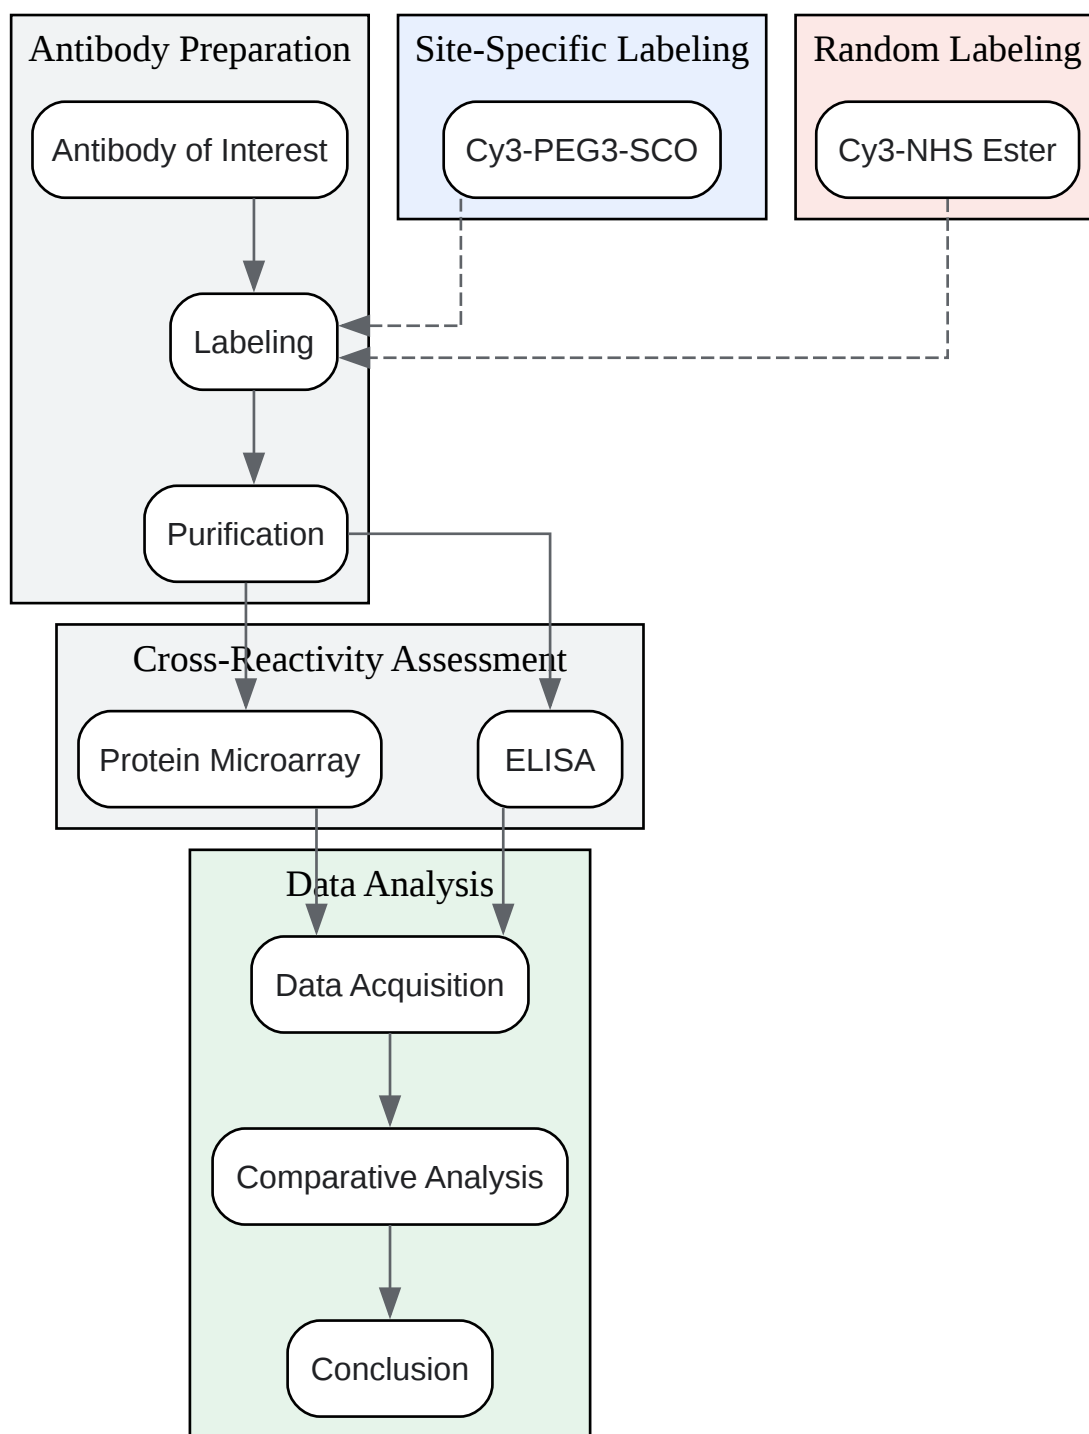 Antibody Preparation
Site-Specific Labeling
Random Labeling
Antibody of Interest
Cy3-PEG3-SCO
Cy3-NHS Ester
Labeling
Purification
Cross-Reactivity Assessment
Protein Microarray
ELISA
Data Analysis
Data Acquisition
Comparative Analysis
Conclusion